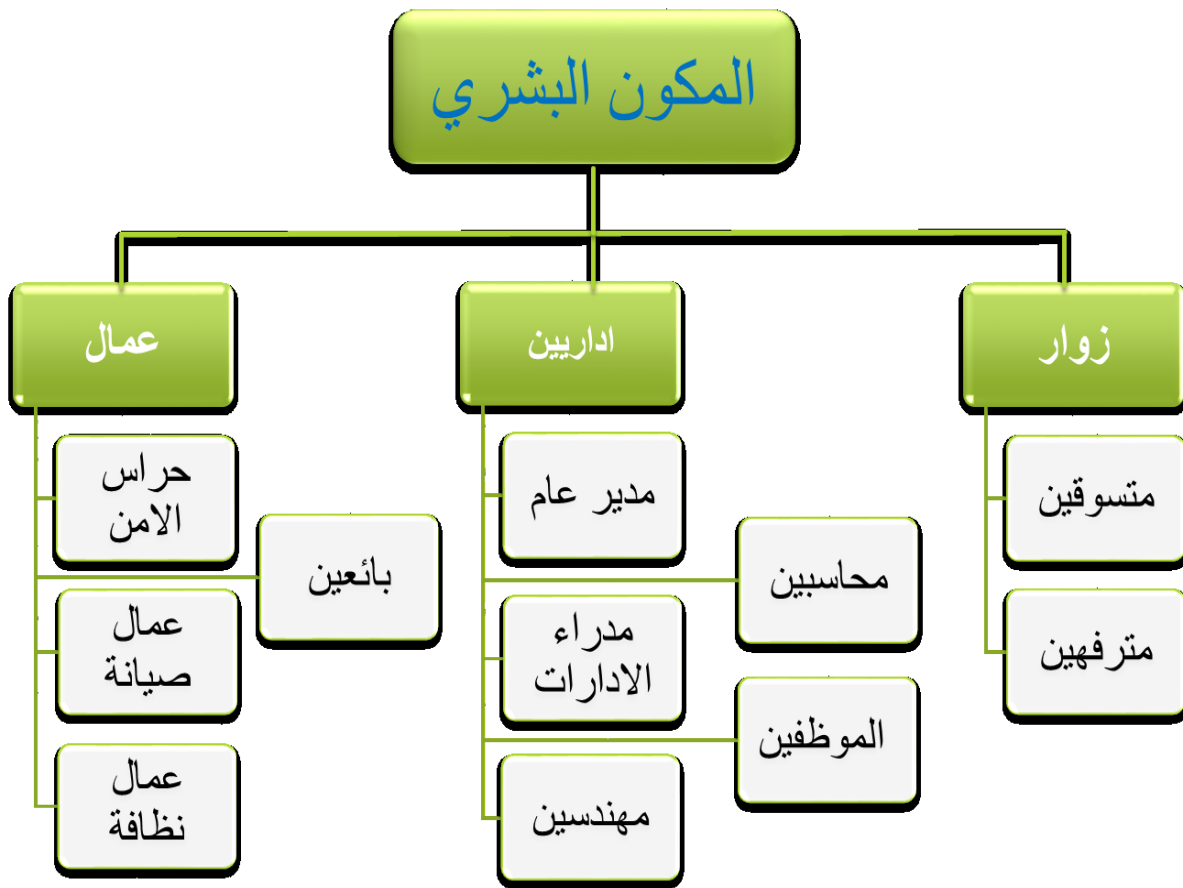 المكون البشري
زوار
متسوقين
مترفهين
اداريين
مدير عام
محاسبين
مدراء
الادارات
الموظفين
مهندسين
عمال
حراس
الامن
بائعين
عمال
صيانة
عمال
نظافة